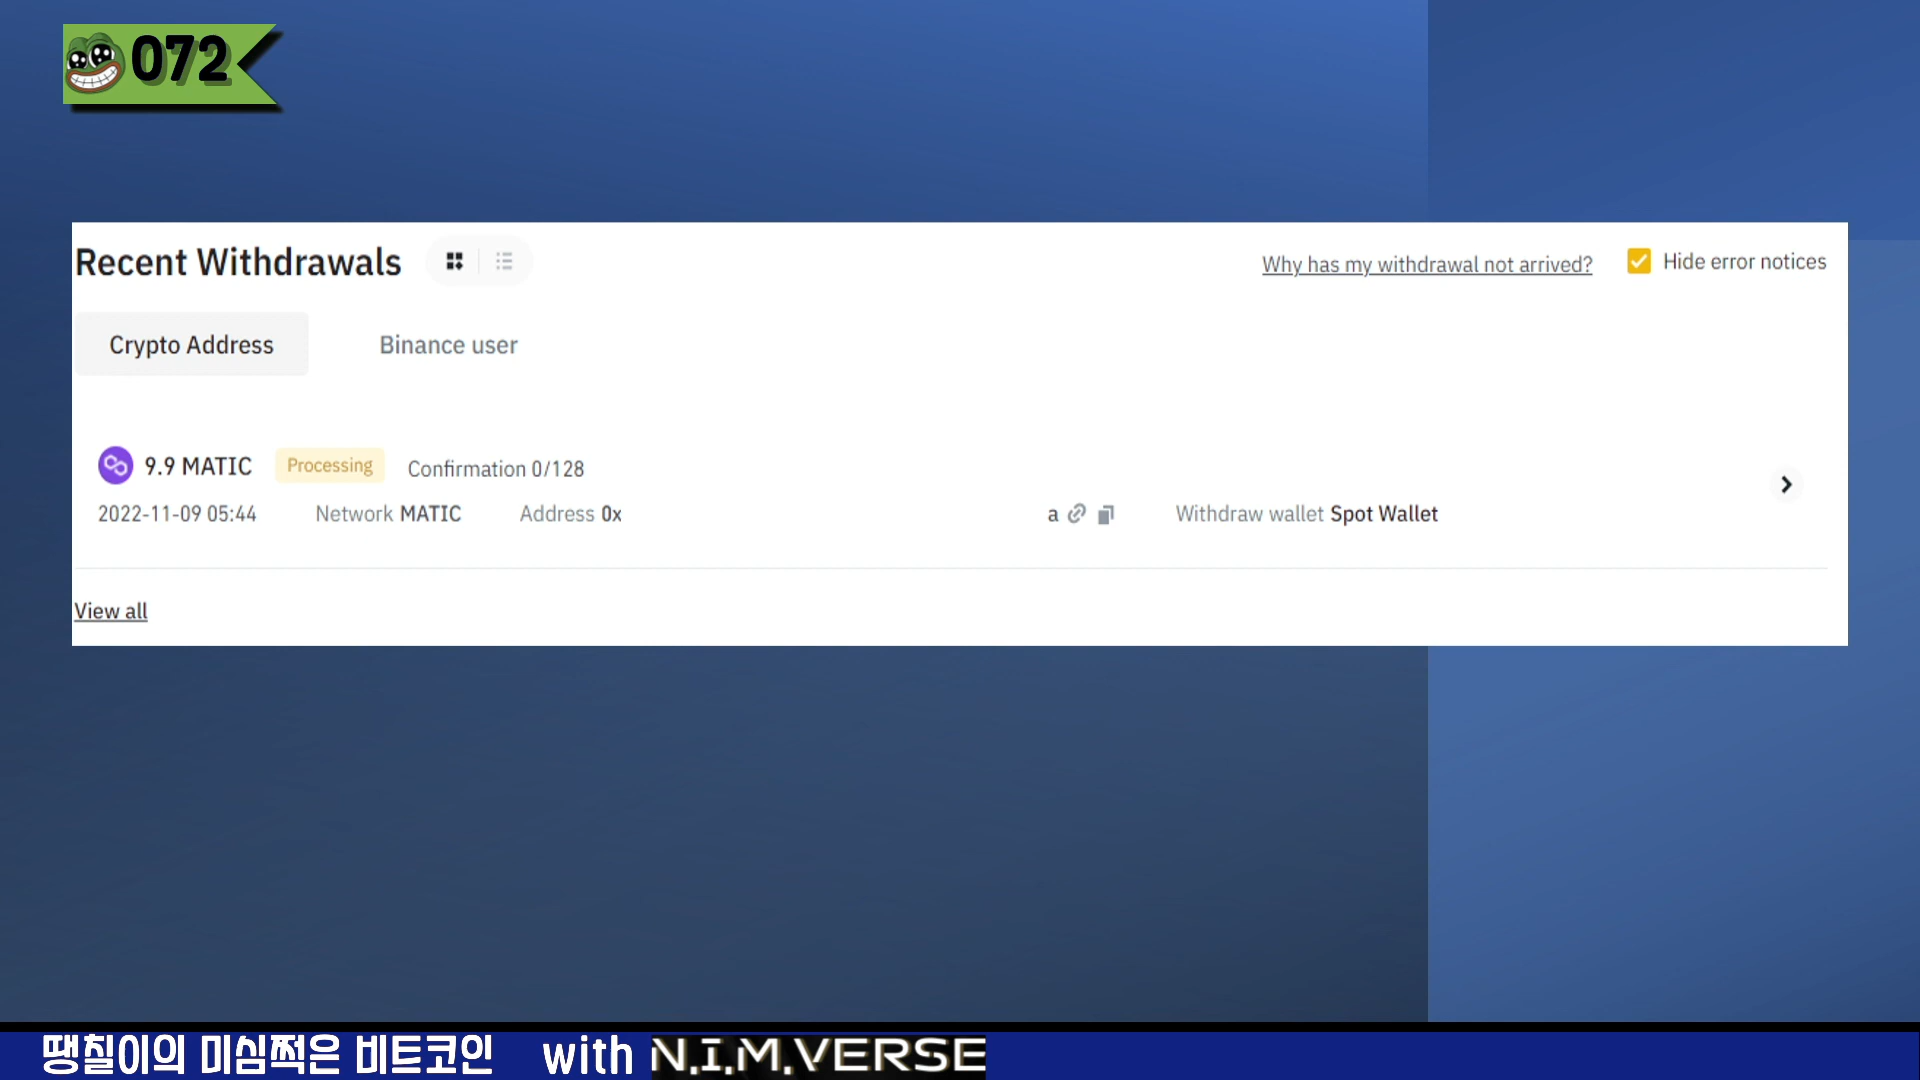 072
Recent Withdrawals
Why has my withdrawal not arrived?
Hide error notices
Crypto Address
Binance user
9.9 MATIC Processing Confirmation 0/128
2022-11-09 05:44 Network MATIC Address 0x a Withdraw wallet Spot Wallet
View all
땡칠이의 미심쩍은 비트코인 with N.I.M.VERSE